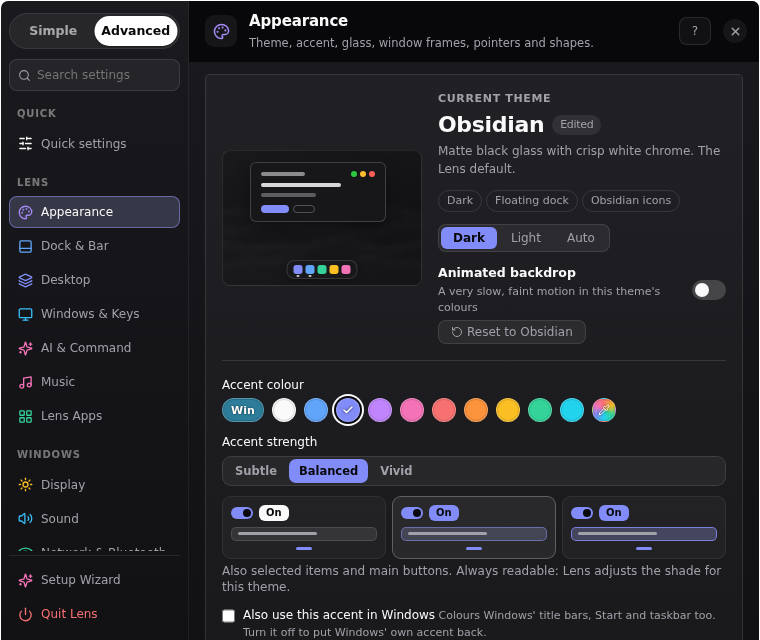 Simple
Advanced
Search settings
QUICK
Quick settings
LENS
Appearance
Dock & Bar
Desktop
Windows & Keys
AI & Command
Music
Lens Apps
WINDOWS
Display
Sound
Network & Bluetooth
Setup Wizard
Quit Lens
Appearance
Theme, accent, glass, window frames, pointers and shapes.
?
CURRENT THEME
Obsidian
Edited
Matte black glass with crisp white chrome. The
Lens default.
Dark
Floating dock
Obsidian icons
Dark
Light
Auto
Animated backdrop
A very slow, faint motion in this theme's
colours
Reset to Obsidian
Accent colour
Win
Accent strength
Subtle
Balanced
Vivid
On
On
On
Also selected items and main buttons. Always readable: Lens adjusts the shade for
this theme.
Also use this accent in Windows Colours Windows' title bars, Start and taskbar too.
Turn it off to put Windows' own accent back.